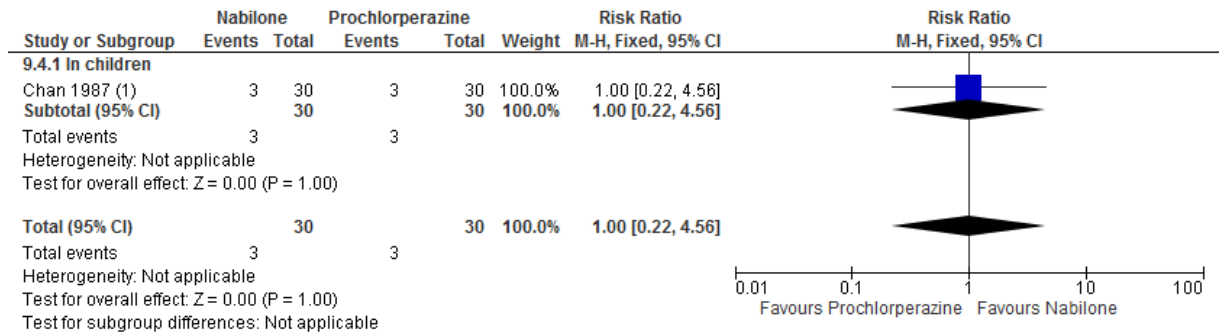 Nabilone Prochlorperazine Risk Ratio Risk Ratio
Study or Subgroup Events Total Events Total Weight M-H, Fixed, 95% CI M-H, Fixed, 95% CI
9.4.1 In children
Chan 1987 (1) 3 30 3 30 100.0% 1.00 [0.22, 4.56]
Subtotal (95% CI) 30 30 100.0% 1.00 [0.22, 4.56]
Total events 3 3
Heterogeneity: Not applicable
Test for overall effect: Z = 0.00 (P = 1.00)
Total (95% CI) 30 30 100.0% 1.00 [0.22, 4.56]
Total events 3 3
Heterogeneity: Not applicable
Test for overall effect: Z = 0.00 (P = 1.00)
Test for subgroup differences: Not applicable
0.01 0.1 1 10 100
Favours Prochlorperazine Favours Nabilone